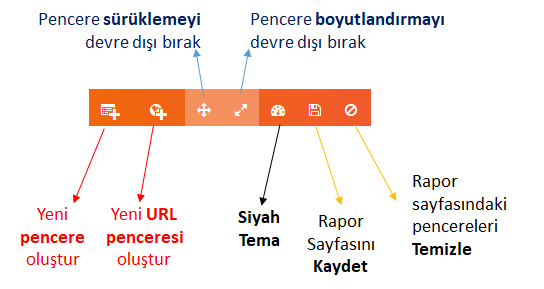 Pencere sürüklemeyi
devre dışı bırak
Pencere boyutlandırmayı
devre dışı bırak
Yeni
pencere
oluştur
Yeni URL
penceresi
oluştur
Siyah
Tema
Rapor
Sayfasını
Kaydet
Rapor
sayfasındaki
pencereleri
Temizle